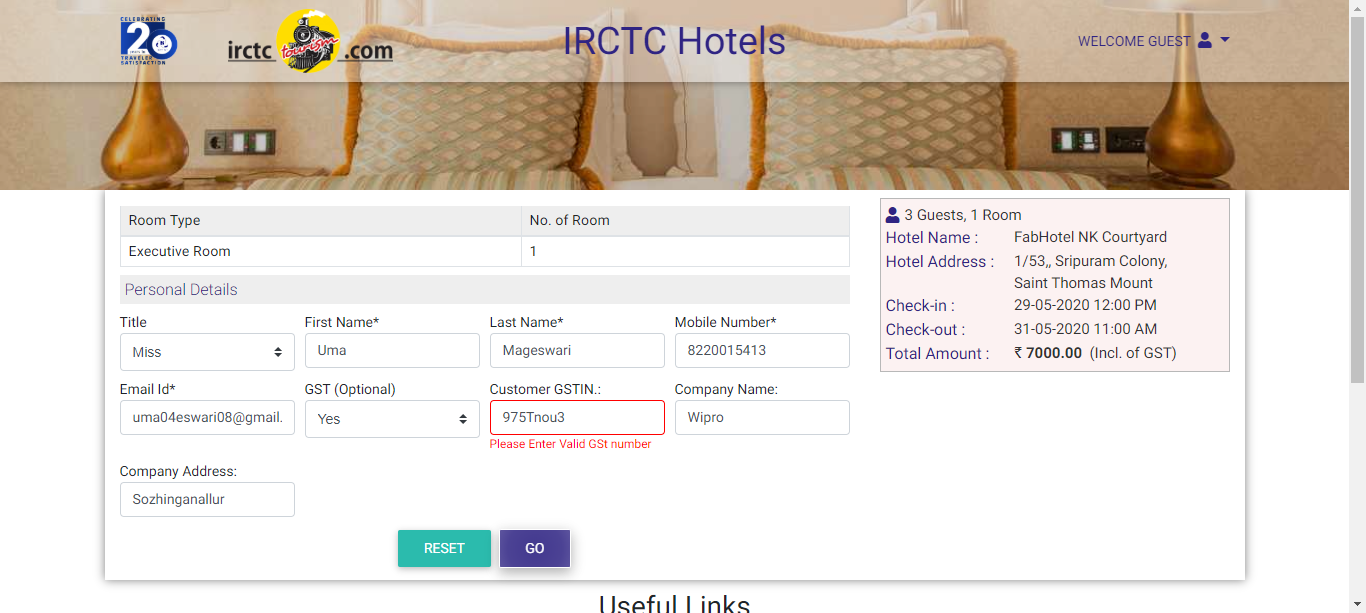 CELEBRATING
20
TRAVELER
SATISFACTION
irctc tourism .com
IRCTC Hotels
WELCOME GUEST
Room Type No. of Room
Executive Room 1
Personal Details
Title First Name* Last Name* Mobile Number*
Miss Uma Mageswari 8220015413
Email Id* GST (Optional) Customer GSTIN.: Company Name:
uma04eswari08@gmail. Yes 975Tnou3 Wipro
Please Enter Valid GSt number
Company Address:
Sozhinganallur
RESET GO
3 Guests, 1 Room
Hotel Name : FabHotel NK Courtyard
Hotel Address : 1/53,, Sripuram Colony,
Saint Thomas Mount
Check-in : 29-05-2020 12:00 PM
Check-out : 31-05-2020 11:00 AM
Total Amount : ₹ 7000.00 (Incl. of GST)
Useful Links